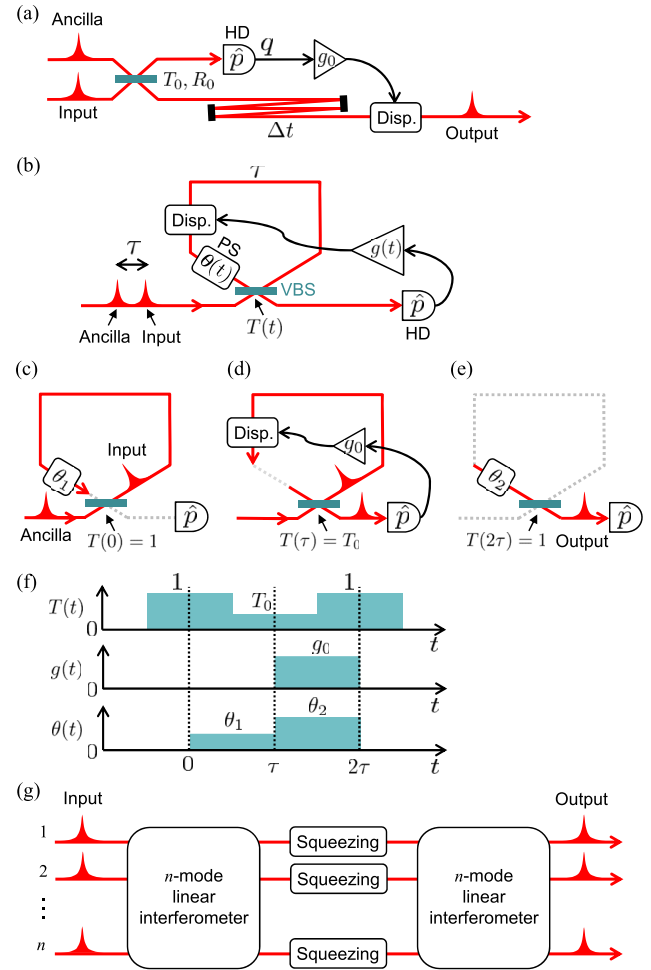 (a)
Ancilla
HD
p̂
q
g₀
T₀, R₀
Input
Δt
Disp.
Output
(b)
τ
Disp.
PS
θ(t)
g(t)
τ
VBS
p̂
Ancilla
Input
T(t)
HD
(c)
(d)
(e)
Input
θ₁
p̂
Ancilla
T(0) = 1
Disp.
g₀
p̂
T(τ) = T₀
θ₂
p̂
T(2τ) = 1
Output
(f)
T(t)
1
T₀
1
0
t
g(t)
g₀
0
t
θ(t)
θ₁
θ₂
0
0
τ
2τ
t
(g)
Input
Output
1
Squeezing
2
Squeezing
n-mode
linear
interferometer
n-mode
linear
interferometer
⋮
n
Squeezing